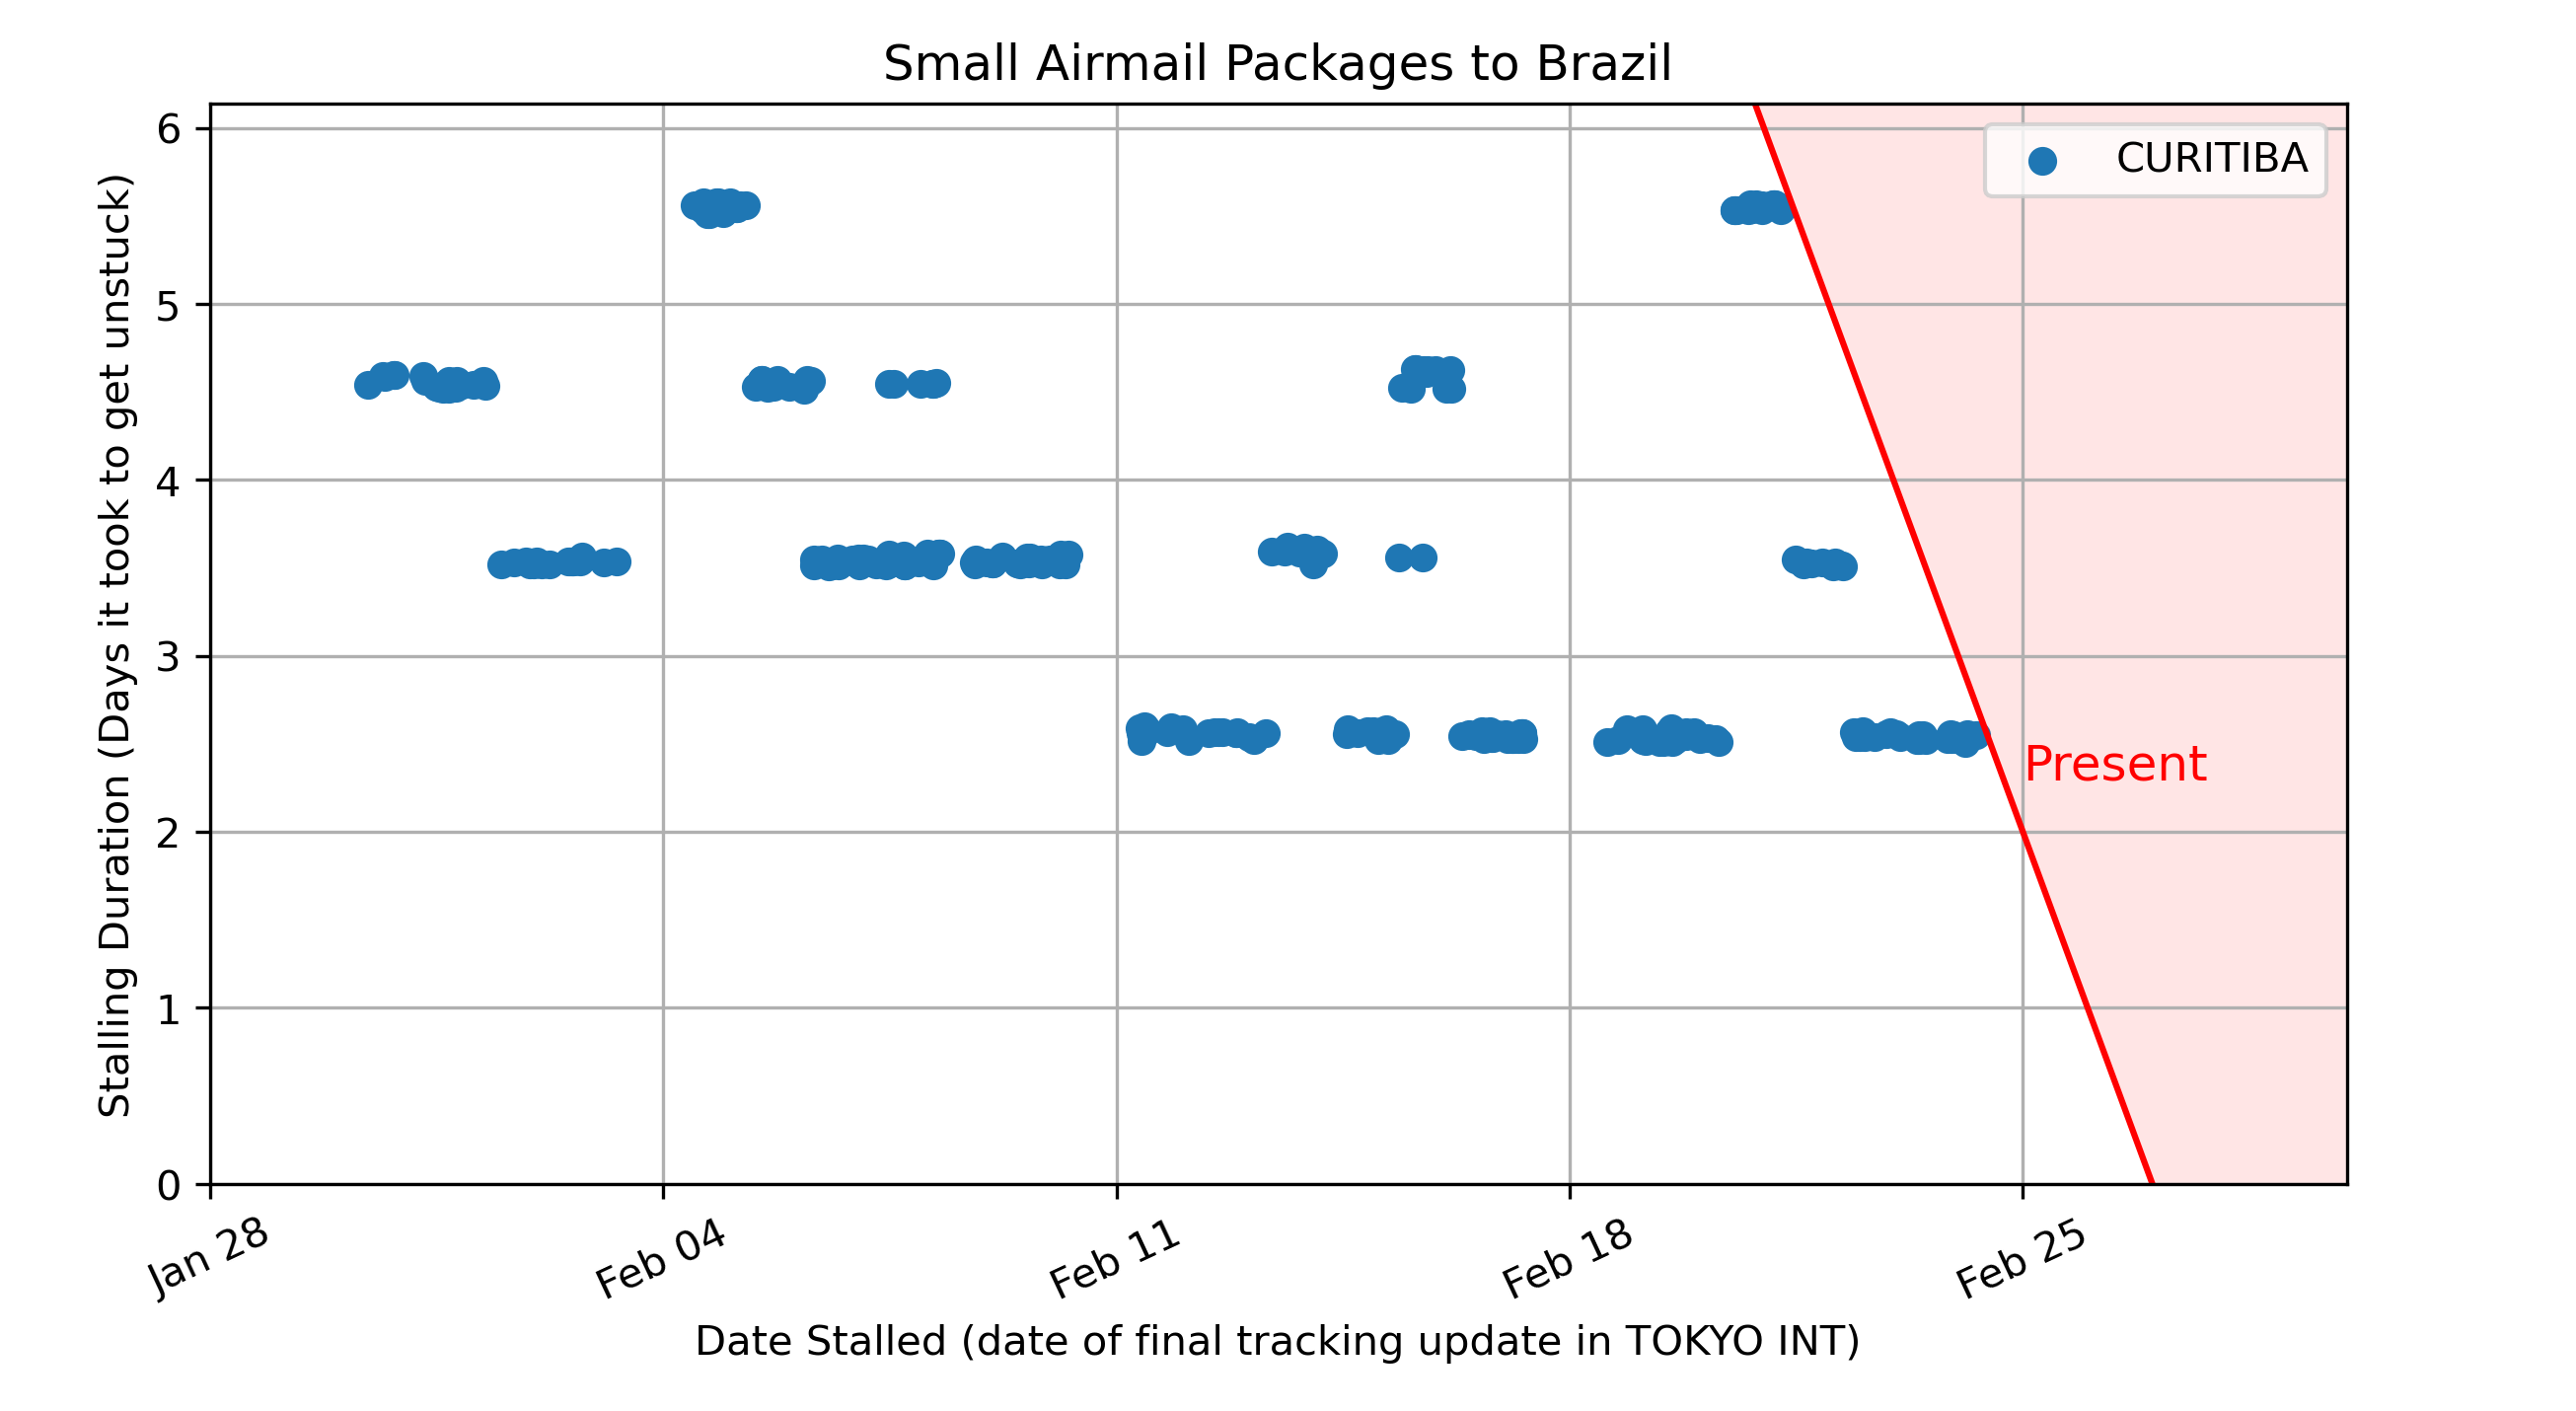 Small Airmail Packages to Brazil
CURITIBA
6
5
4
3
2
1
0
Stalling Duration (Days it took to get unstuck)
Present
Jan 28
Feb 04
Feb 11
Feb 18
Feb 25
Date Stalled (date of final tracking update in TOKYO INT)